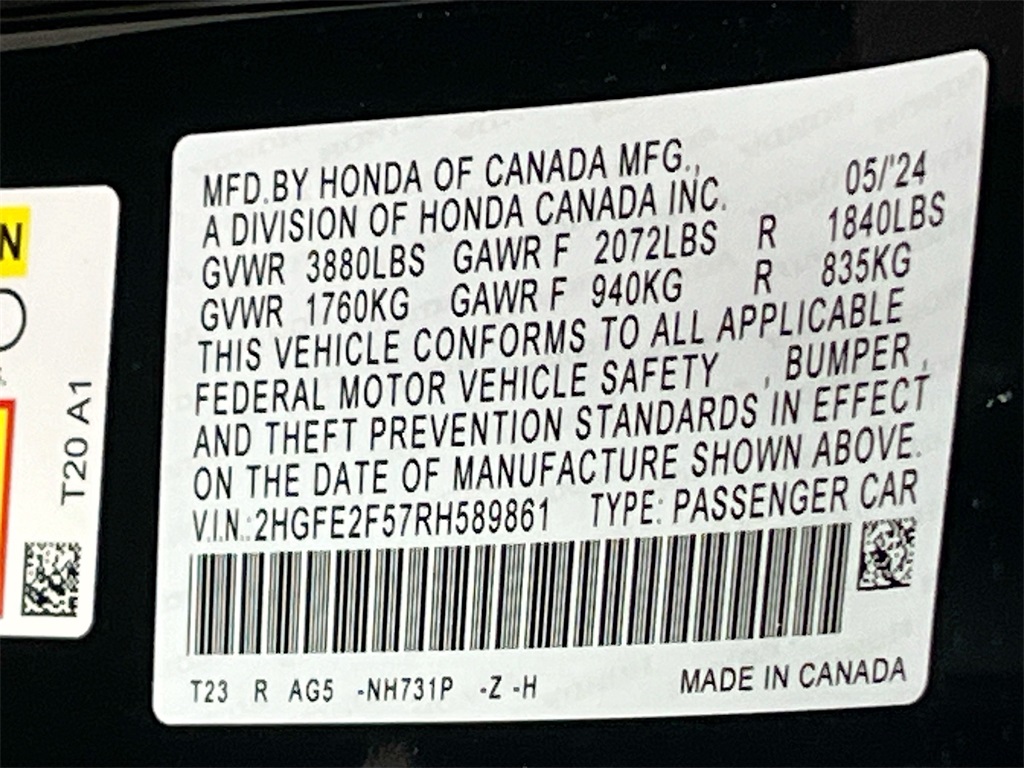 MFD.BY HONDA OF CANADA MFG.,
A DIVISION OF HONDA CANADA INC. 05/'24
GVWR 3880LBS GAWR F 2072LBS R 1840LBS
GVWR 1760KG GAWR F 940KG R 835KG
THIS VEHICLE CONFORMS TO ALL APPLICABLE
FEDERAL MOTOR VEHICLE SAFETY , BUMPER ,
AND THEFT PREVENTION STANDARDS IN EFFECT
ON THE DATE OF MANUFACTURE SHOWN ABOVE.
V.I.N.:2HGFE2F57RH589861 TYPE: PASSENGER CAR
T23 R AG5 -NH731P -Z -H MADE IN CANADA
N
T20 A1